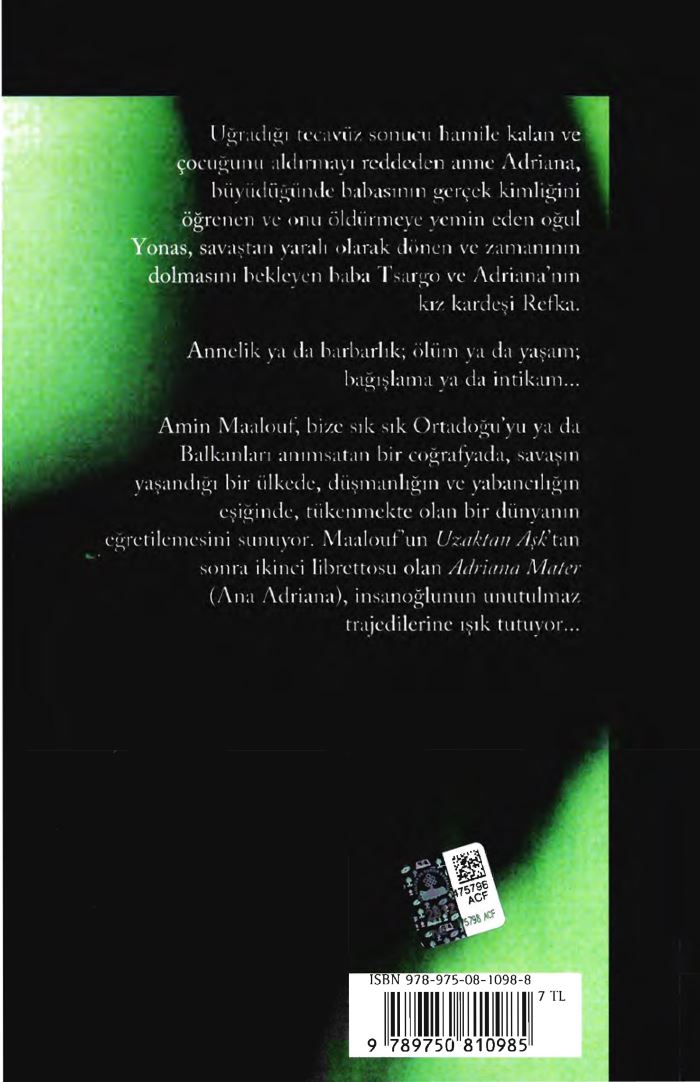 Uğradığı tecavüz sonucu hamile kalan ve
çocuğunu aldırmayı reddeden anne Adriana,
büyüdüğünde babasının gerçek kimliğini
öğrenen ve onu öldürmeye yemin eden oğul
Yonas, savaştan yaralı olarak dönen ve zamanının
dolmasını bekleyen baba Tsargo ve Adriana'nın
kız kardeşi Refka.
Annelik ya da barbarlık; ölüm ya da yaşam;
bağışlama ya da intikam...
Amin Maalouf, bize sık sık Ortadoğu'yu ya da
Balkanları anımsatan bir coğrafyada, savaşın
yaşandığı bir ülkede, düşmanlığın ve yabancılığın
eşiğinde, tükenmekte olan bir dünyanın
eğretilemesini sunuyor. Maalouf'un Uzaktan Aşk'tan
sonra ikinci librettosu olan Adriana Mater
(Ana Adriana), insanoğlunun unutulmaz
trajedilerine ışık tutuyor...
475798
ACF
5798 ACF
ISBN 978-975-08-1098-8
7 TL
9 789750 810985